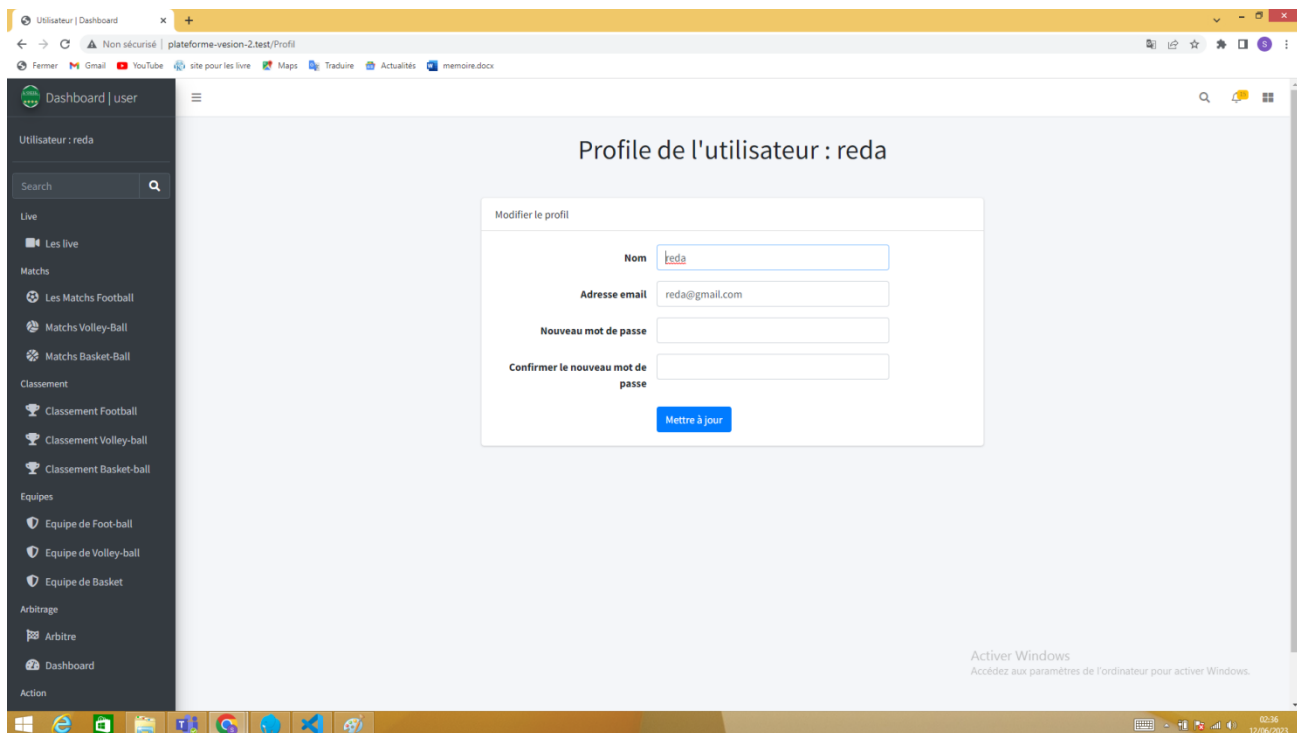 Utilisateur | Dashboard
Non sécurisé | plateforme-vesion-2.test/Profil
Fermer Gmail YouTube site pour les livre Maps Traduire Actualités memoire.docx
Dashboard | user
Utilisateur : reda
Search
Live
Les live
Matchs
Les Matchs Football
Matchs Volley-Ball
Matchs Basket-Ball
Classement
Classement Football
Classement Volley-ball
Classement Basket-ball
Equipes
Equipe de Foot-ball
Equipe de Volley-ball
Equipe de Basket
Arbitrage
Arbitre
Dashboard
Action
Profile de l'utilisateur : reda
Modifier le profil
Nom reda
Adresse email reda@gmail.com
Nouveau mot de passe
Confirmer le nouveau mot de
passe
Mettre à jour
Activer Windows
Accédez aux paramètres de l'ordinateur pour activer Windows.
02:36
12/06/2023